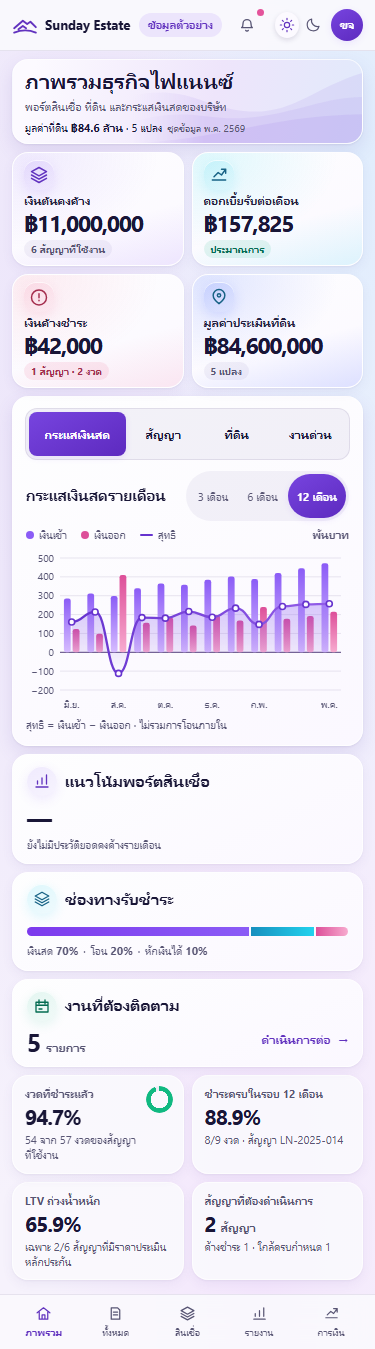 Sunday Estate
ข้อมูลตัวอย่าง
ขจ
ภาพรวมธุรกิจไฟแนนซ์
พอร์ตสินเชื่อ ที่ดิน และกระแสเงินสดของบริษัท
มูลค่าที่ดิน ฿84.6 ล้าน · 5 แปลง ชุดข้อมูล พ.ค. 2569
เงินต้นคงค้าง
฿11,000,000
6 สัญญาที่ใช้งาน
ดอกเบี้ยรับต่อเดือน
฿157,825
ประมาณการ
เงินค้างชำระ
฿42,000
1 สัญญา · 2 งวด
มูลค่าประเมินที่ดิน
฿84,600,000
5 แปลง
กระแสเงินสด สัญญา ที่ดิน งานด่วน
กระแสเงินสดรายเดือน
3 เดือน 6 เดือน 12 เดือน
เงินเข้า เงินออก สุทธิ พันบาท
500
400
300
200
100
0
−100
−200
มิ.ย. ส.ค. ต.ค. ธ.ค. ก.พ. พ.ค.
สุทธิ = เงินเข้า − เงินออก · ไม่รวมการโอนภายใน
แนวโน้มพอร์ตสินเชื่อ
—
ยังไม่มีประวัติยอดคงค้างรายเดือน
ช่องทางรับชำระ
เงินสด 70% · โอน 20% · หักเงินได้ 10%
งานที่ต้องติดตาม
5 รายการ
ดำเนินการต่อ →
งวดที่ชำระแล้ว
94.7%
54 จาก 57 งวดของสัญญา
ที่ใช้งาน
ชำระครบในรอบ 12 เดือน
88.9%
8/9 งวด · สัญญา LN-2025-014
LTV ถ่วงน้ำหนัก
65.9%
เฉพาะ 2/6 สัญญาที่มีราคาประเมิน
หลักประกัน
สัญญาที่ต้องดำเนินการ
2 สัญญา
ค้างชำระ 1 · ใกล้ครบกำหนด 1
ภาพรวม ทั้งหมด สินเชื่อ รายงาน การเงิน